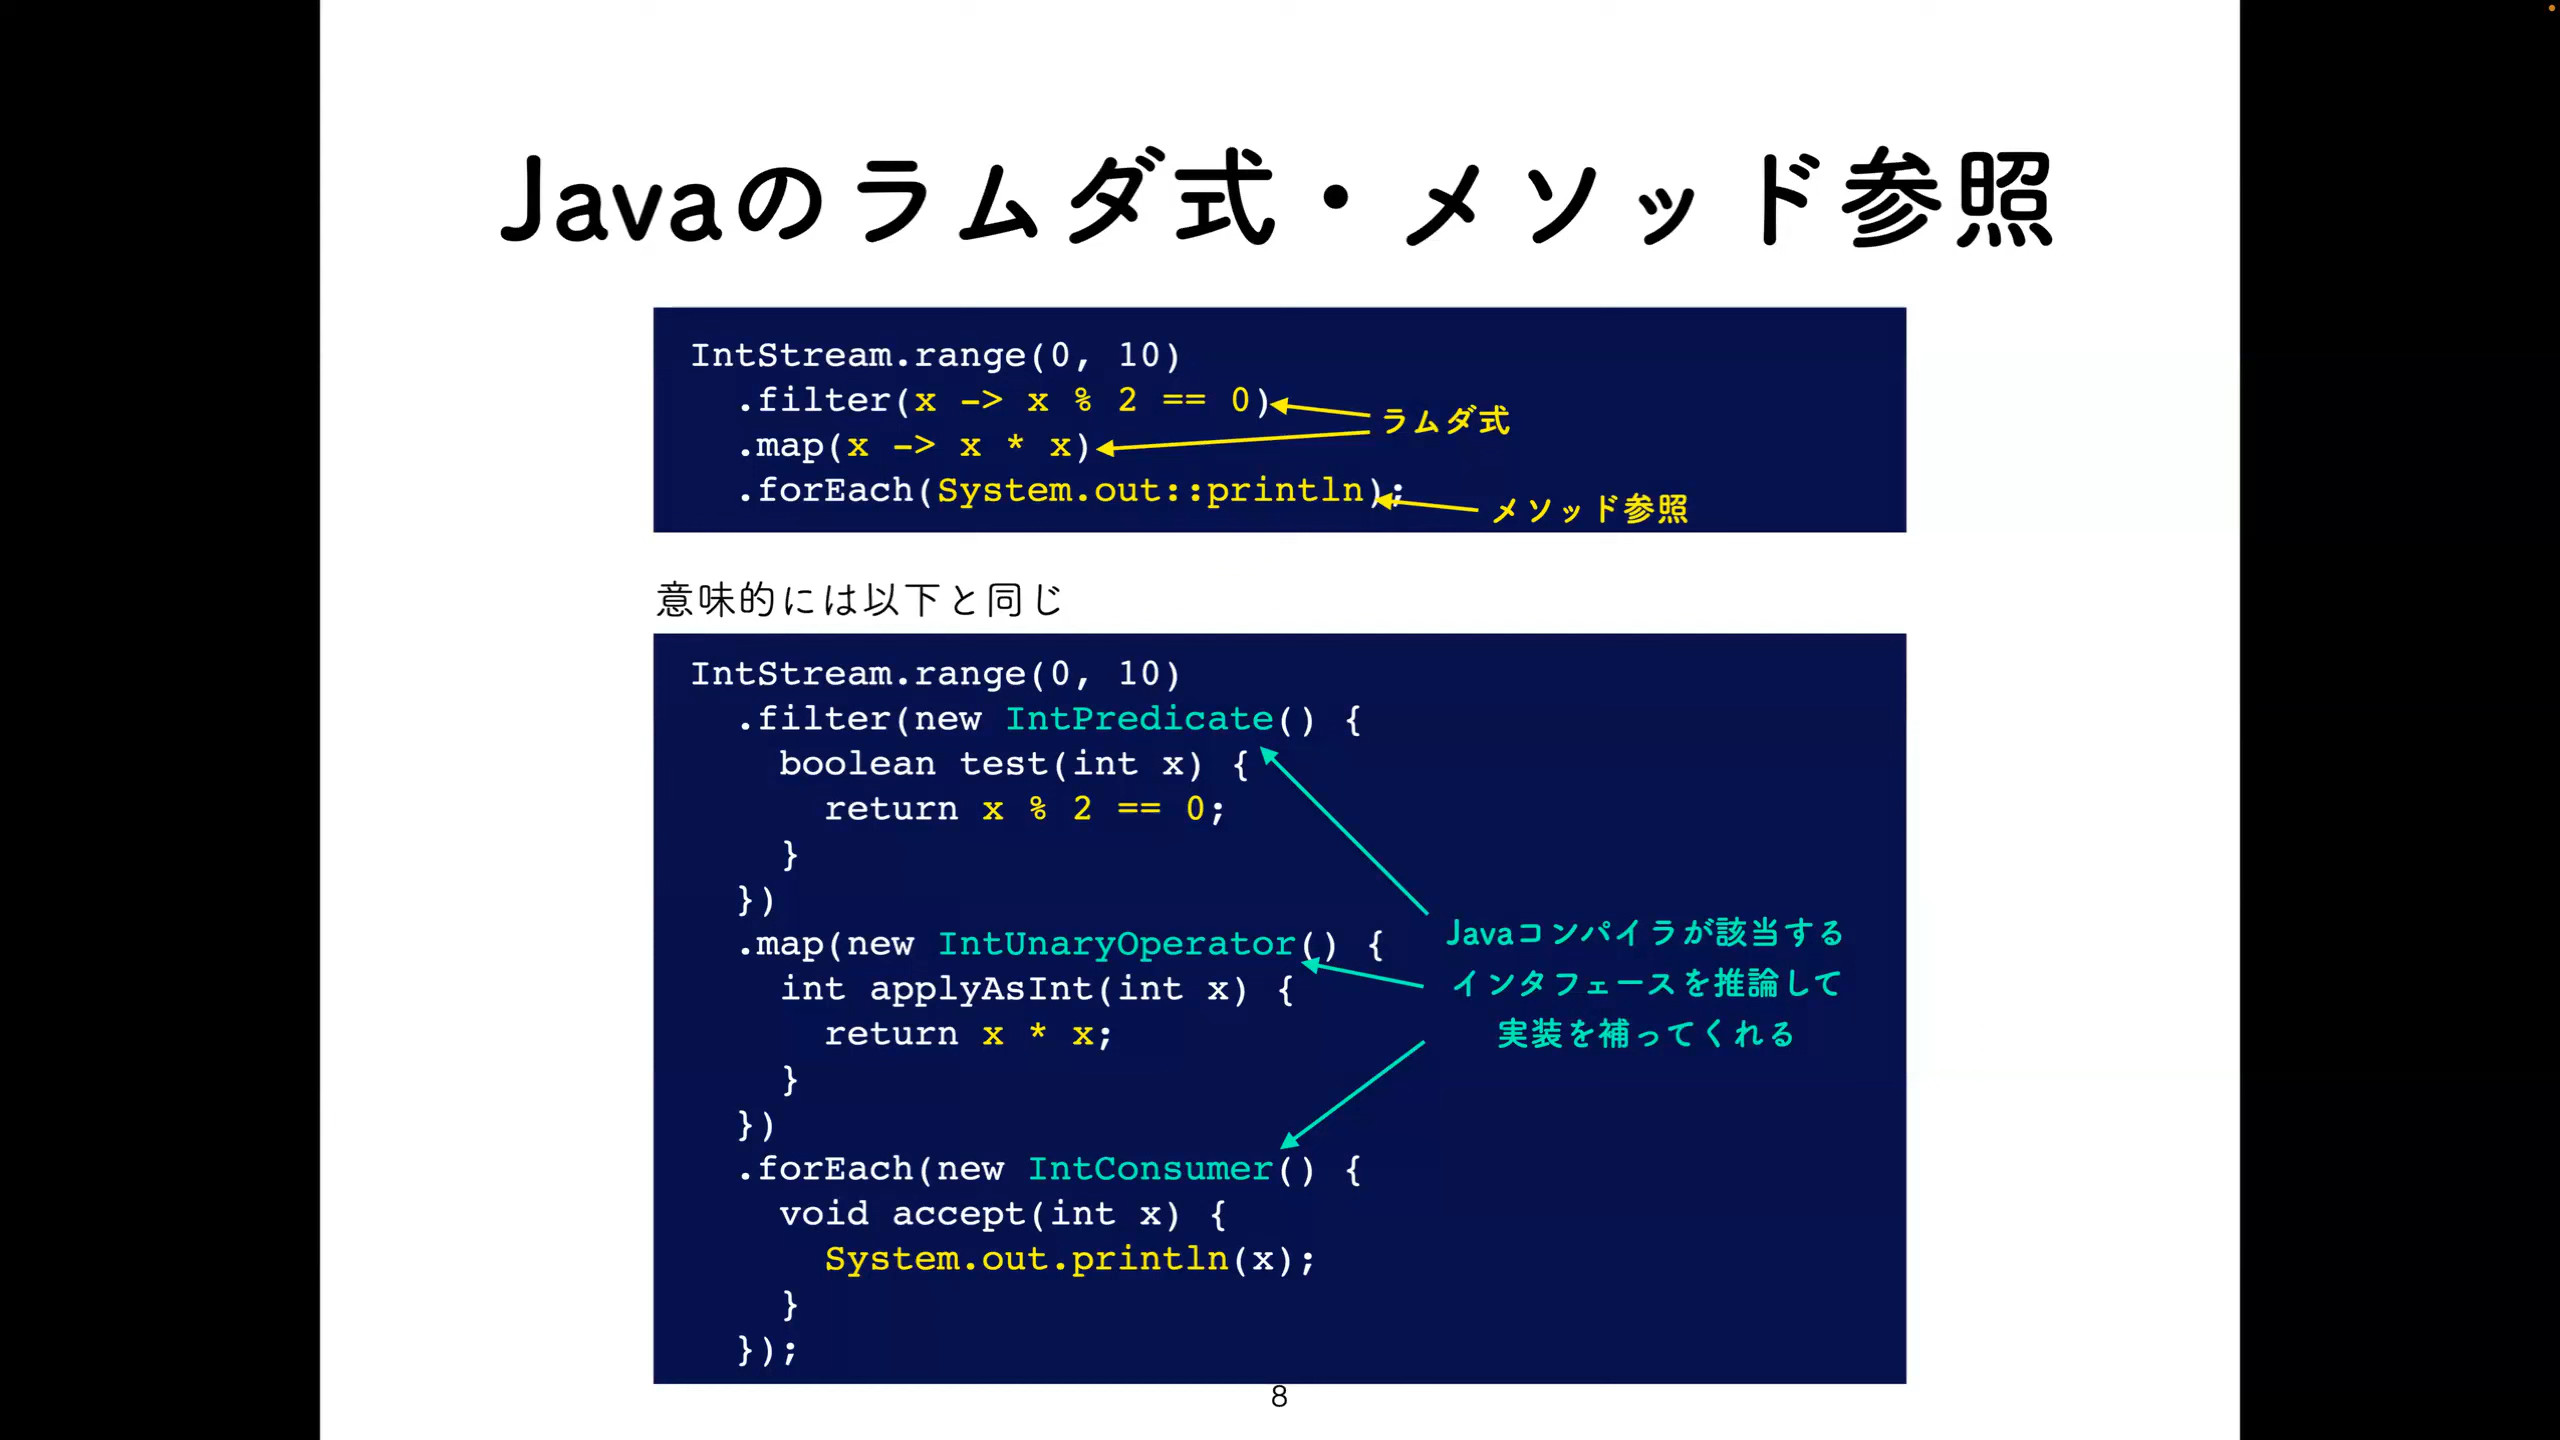 Javaのラムダ式・メソッド参照
IntStream.range(0, 10)
.filter(x -> x % 2 == 0)
.map(x -> x * x)
ラムダ式
.forEach(System.out::println);
メソッド参照
意味的には以下と同じ
IntStream.range(0, 10)
.filter(new IntPredicate() {
boolean test(int x) {
return x % 2 == 0;
}
})
.map(new IntUnaryOperator() {
int applyAsInt(int x) {
return x * x;
}
})
.forEach(new IntConsumer() {
void accept(int x) {
System.out.println(x);
}
});
Javaコンパイラが該当する
インタフェースを推論して
実装を補ってくれる
8